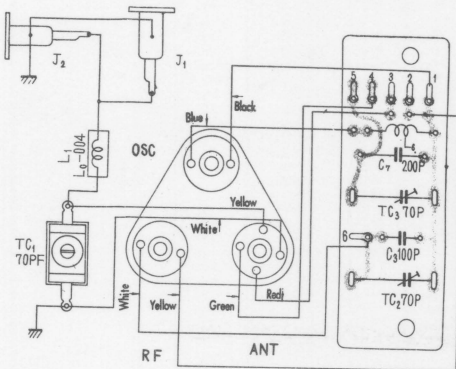 J2
J1
5 4 3 2 1
Black
Blue
OSC
L1
L0-004
C7 200P
Yellow
White
TC3 70P
TC1
70PF
6
C3 100P
White
Yellow
Green
Red
TC2 70P
RF
ANT